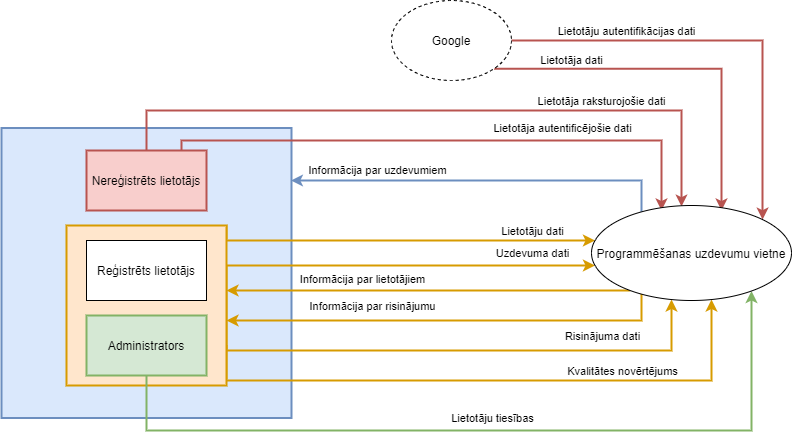 Google
Lietotāju autentifikācijas dati
Lietotāja dati
Lietotāja raksturojošie dati
Lietotāja autentificējošie dati
Nereģistrēts lietotājs
Informācija par uzdevumiem
Lietotāju dati
Uzdevuma dati
Programmēšanas uzdevumu vietne
Reģistrēts lietotājs
Informācija par lietotājiem
Informācija par risinājumu
Administrators
Risinājuma dati
Kvalitātes novērtējums
Lietotāju tiesības